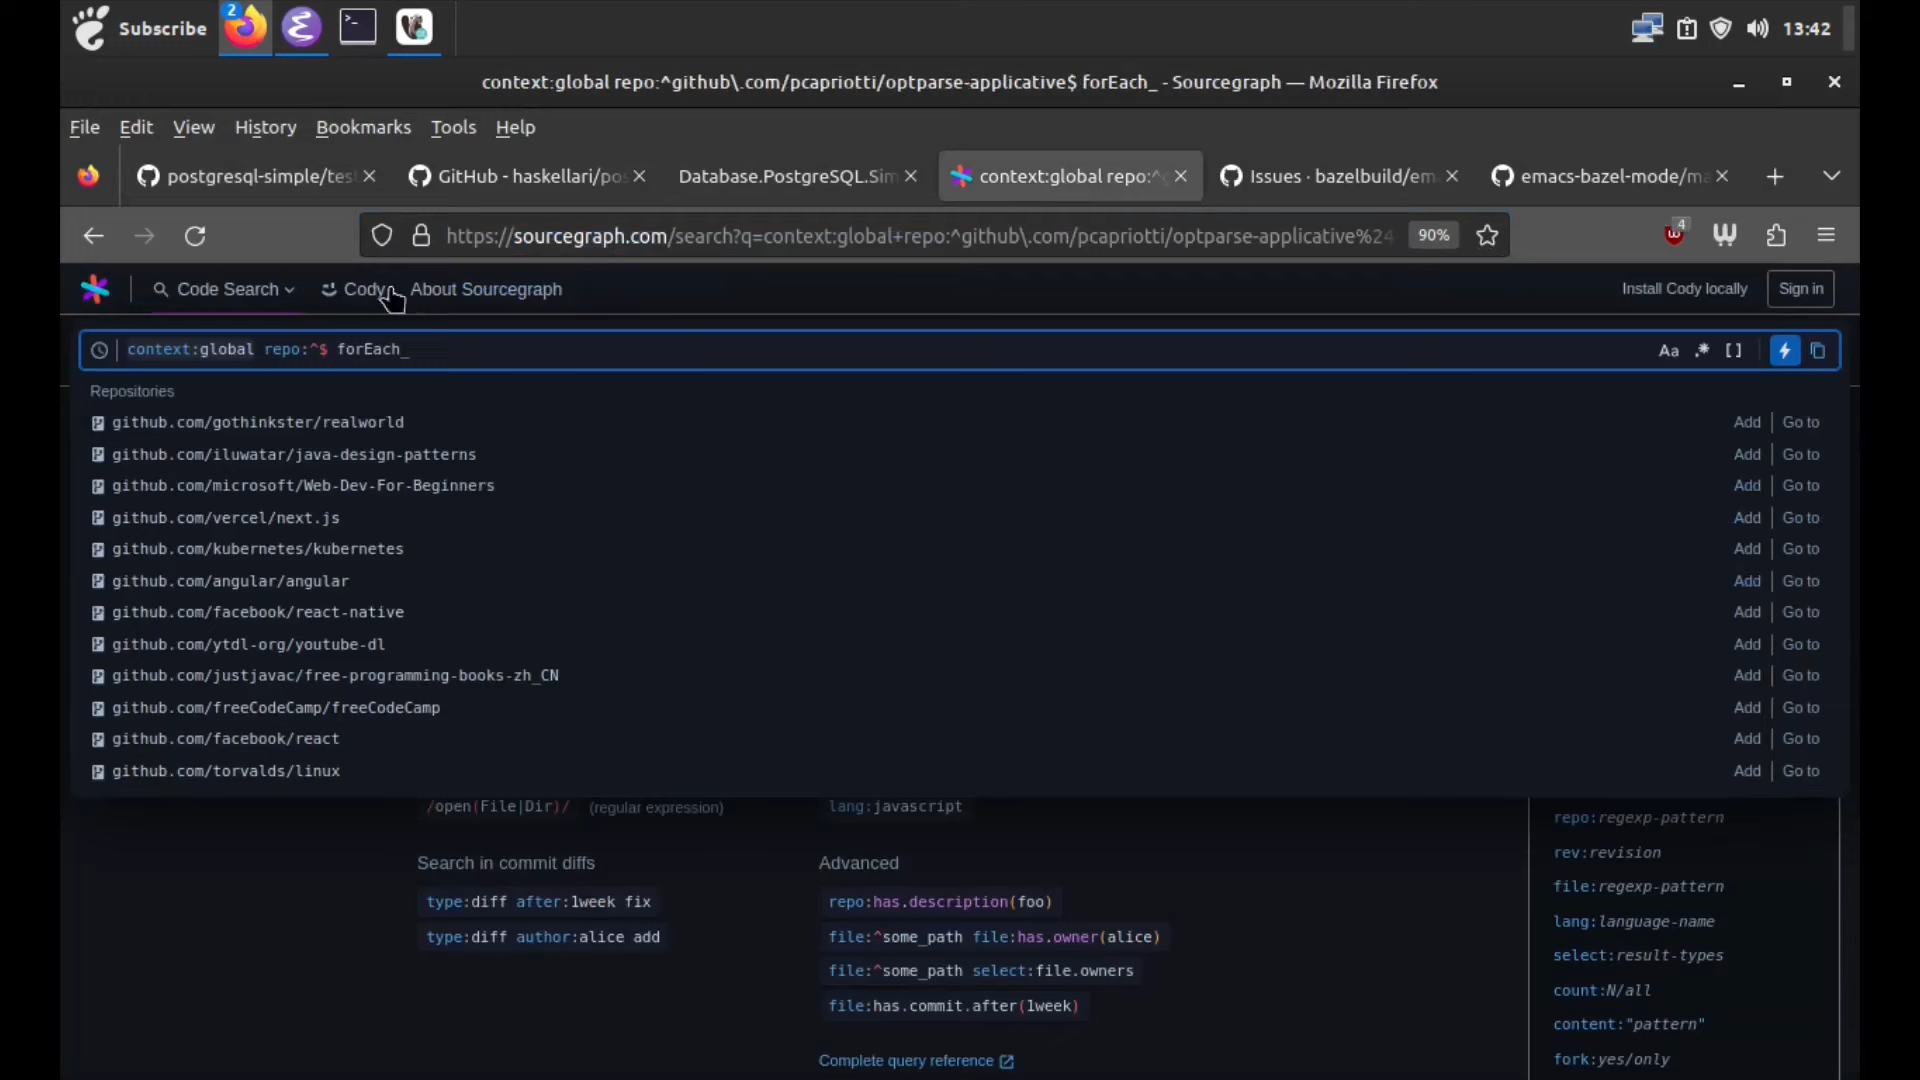 Subscribe
2
13:42
context:global repo:^github\.com/pcapriotti/optparse-applicative$ forEach_ - Sourcegraph — Mozilla Firefox
File Edit View History Bookmarks Tools Help
postgresql-simple/tes
GitHub - haskellari/po
Database.PostgreSQL.Sim
context:global repo:^
Issues · bazelbuild/em
emacs-bazel-mode/ma
https://sourcegraph.com/search?q=context:global+repo:^github\.com/pcapriotti/optparse-applicative%24
90%
4
Code Search
Cody
About Sourcegraph
Install Cody locally
Sign in
context:global repo:^$ forEach_
Aa .* [ ]
Repositories
github.com/gothinkster/realworld Add Go to
github.com/iluwatar/java-design-patterns Add Go to
github.com/microsoft/Web-Dev-For-Beginners Add Go to
github.com/vercel/next.js Add Go to
github.com/kubernetes/kubernetes Add Go to
github.com/angular/angular Add Go to
github.com/facebook/react-native Add Go to
github.com/ytdl-org/youtube-dl Add Go to
github.com/justjavac/free-programming-books-zh_CN Add Go to
github.com/freeCodeCamp/freeCodeCamp Add Go to
github.com/facebook/react Add Go to
github.com/torvalds/linux Add Go to
/open(File|Dir)/ (regular expression)
Search in commit diffs
type:diff after:1week fix
type:diff author:alice add
lang:javascript
Advanced
repo:has.description(foo)
file:^some_path file:has.owner(alice)
file:^some_path select:file.owners
file:has.commit.after(1week)
Complete query reference
repo:regexp-pattern
rev:revision
file:regexp-pattern
lang:language-name
select:result-types
count:N/all
content:"pattern"
fork:yes/only